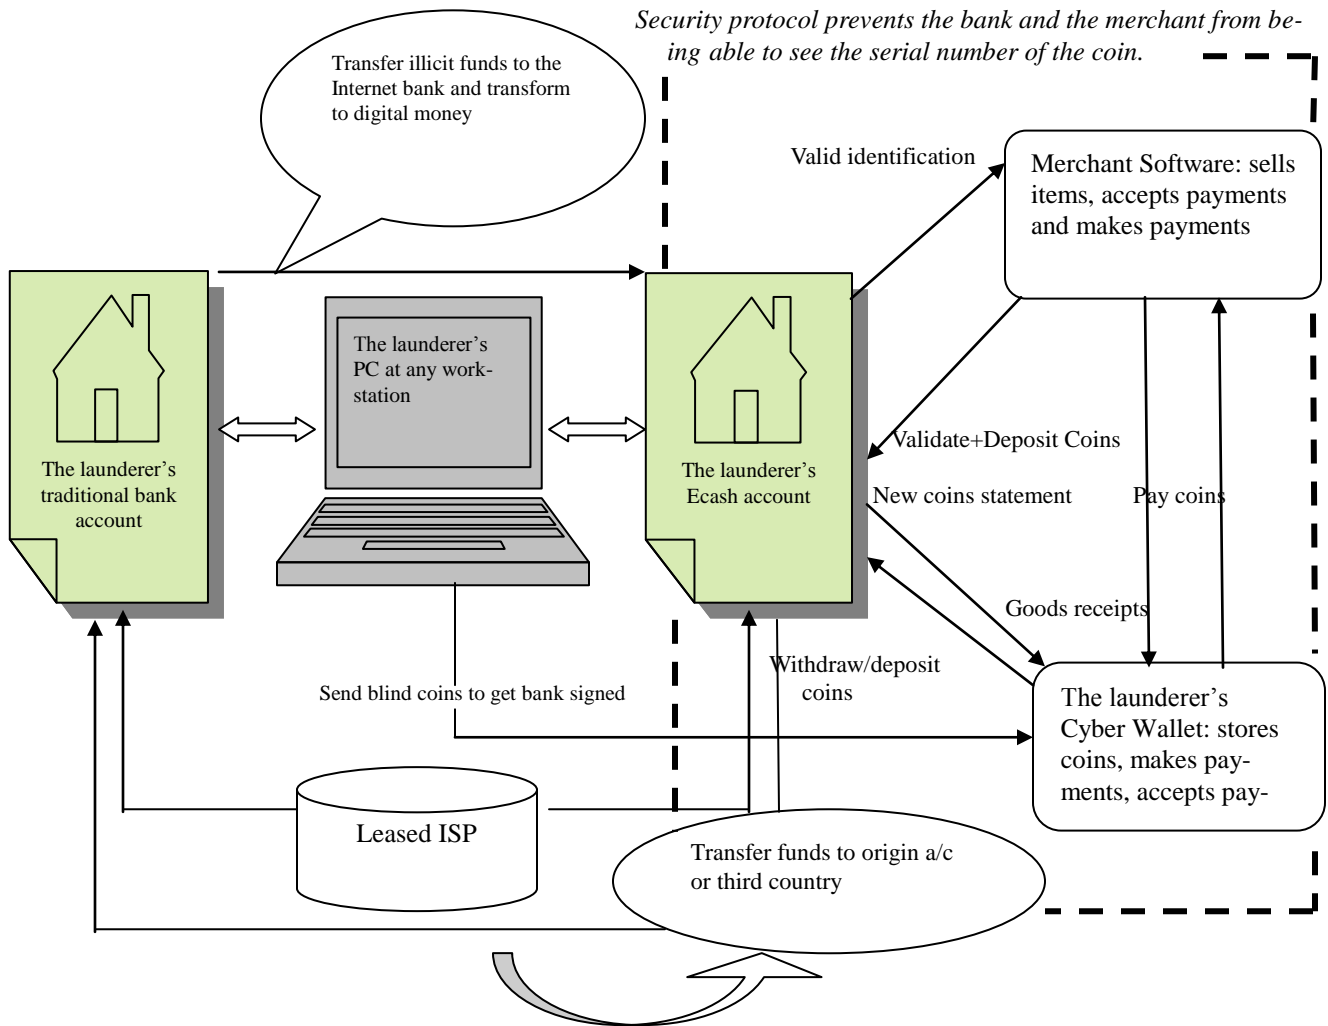 Security protocol prevents the bank and the merchant from be-
ing able to see the serial number of the coin.
Transfer illicit funds to the
Internet bank and transform
to digital money
Valid identification
Merchant Software: sells
items, accepts payments
and makes payments
The launderer’s
PC at any work-
station
The launderer’s
traditional bank
account
The launderer’s
Ecash account
Validate+Deposit Coins
New coins statement
Pay coins
Goods receipts
Withdraw/deposit
coins
Send blind coins to get bank signed
The launderer’s
Cyber Wallet: stores
coins, makes pay-
ments, accepts pay-
Leased ISP
Transfer funds to origin a/c
or third country